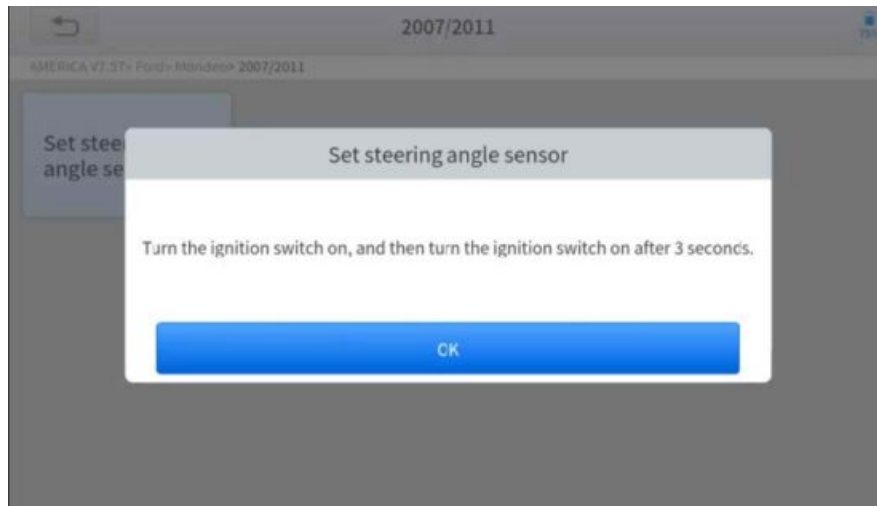 2007/2011
AMERICA V7.57> Ford> Mondeo> 2007/2011
Set stee
angle se
Set steering angle sensor
Turn the ignition switch on, and then turn the ignition switch on after 3 seconds.
OK